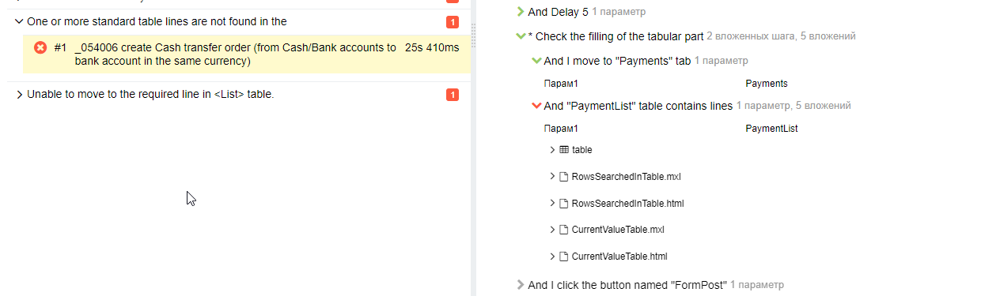 One or more standard table lines are not found in the
1
#1 _054006 create Cash transfer order (from Cash/Bank accounts to 25s 410ms
bank account in the same currency)
Unable to move to the required line in <List> table.
1
And Delay 5 1 параметр
* Check the filling of the tabular part 2 вложенных шага, 5 вложений
And I move to "Payments" tab 1 параметр
Парам1 Payments
And "PaymentList" table contains lines 1 параметр, 5 вложений
Парам1 PaymentList
table
RowsSearchedInTable.mxl
RowsSearchedInTable.html
CurrentValueTable.mxl
CurrentValueTable.html
And I click the button named "FormPost" 1 параметр